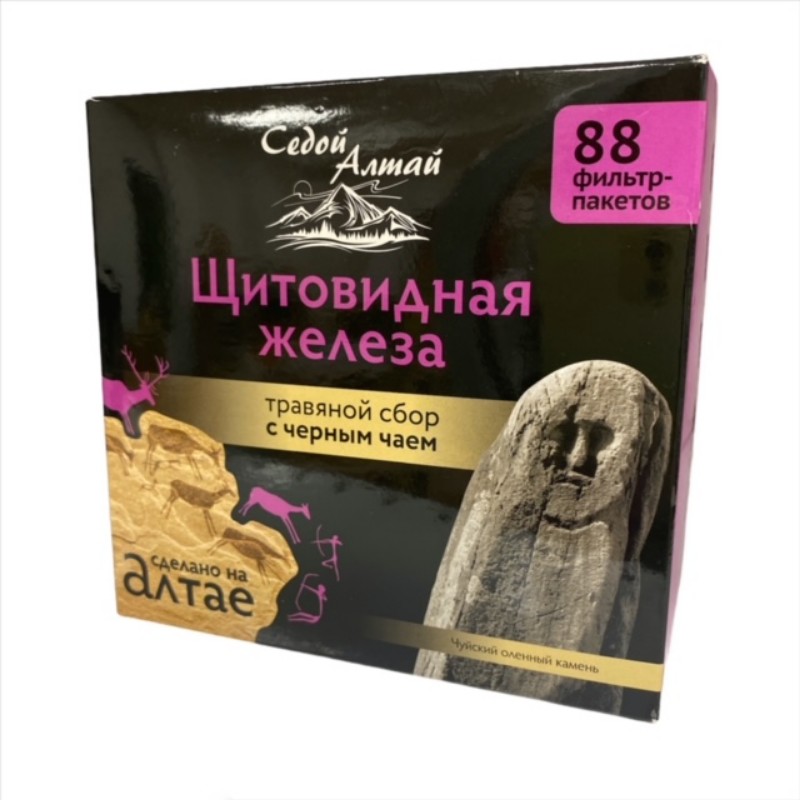 Седой
Алтай
88
фильтр-
пакетов
Щитовидная
железа
травяной сбор
с черным чаем
сделано на
алтае
Чуйский оленный камень